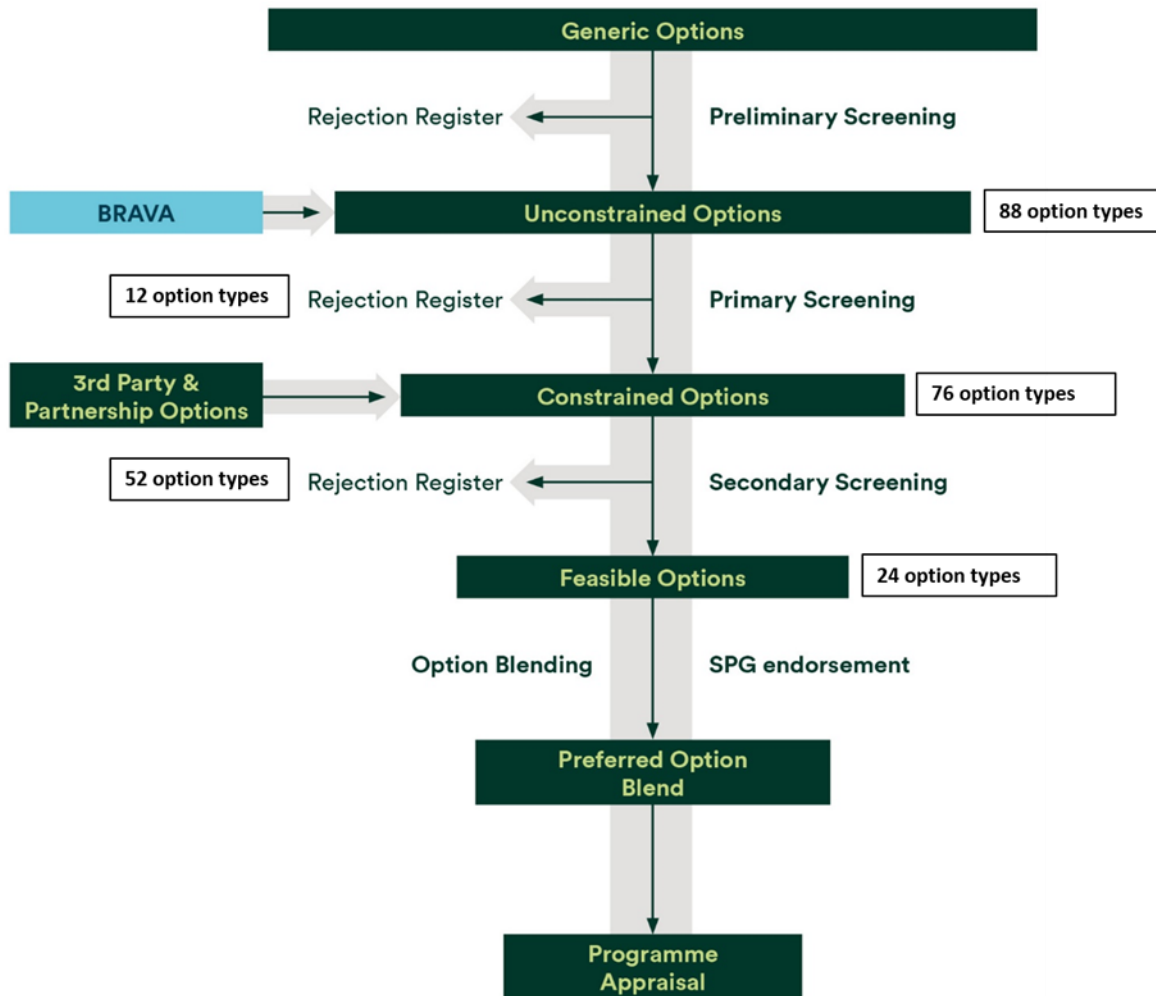 Generic Options
Rejection Register
Preliminary Screening
BRAVA
Unconstrained Options
88 option types
12 option types
Rejection Register
Primary Screening
3rd Party &
Partnership Options
Constrained Options
76 option types
52 option types
Rejection Register
Secondary Screening
Feasible Options
24 option types
Option Blending
SPG endorsement
Preferred Option
Blend
Programme
Appraisal